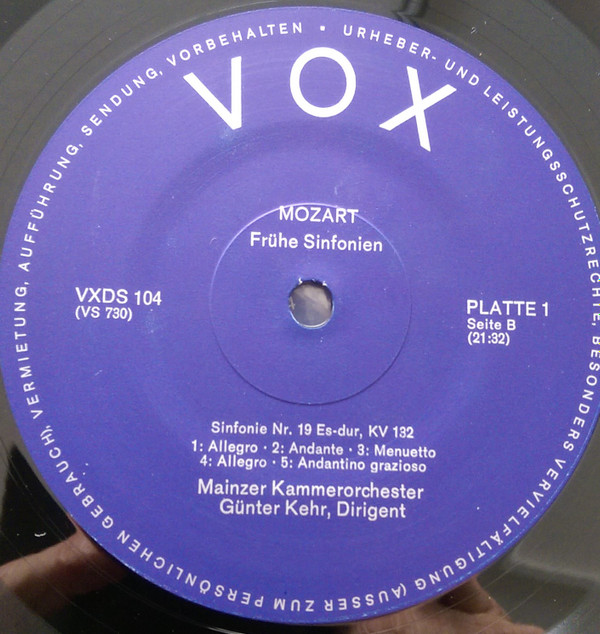 URHEBER- UND LEISTUNGSSCHUTZRECHTE, BESONDERS VERVIELFÄLTIGUNG (AUSSER ZUM PERSÖNLICHEN GEBRAUCH), VERMIETUNG, AUFFÜHRUNG, SENDUNG, VORBEHALTEN •
VOX
MOZART
Frühe Sinfonien
VXDS 104
(VS 730)
PLATTE 1
Seite B
(21:32)
Sinfonie Nr. 19 Es-dur, KV 132
1: Allegro · 2: Andante · 3: Menuetto
4: Allegro · 5: Andantino grazioso
Mainzer Kammerorchester
Günter Kehr, Dirigent